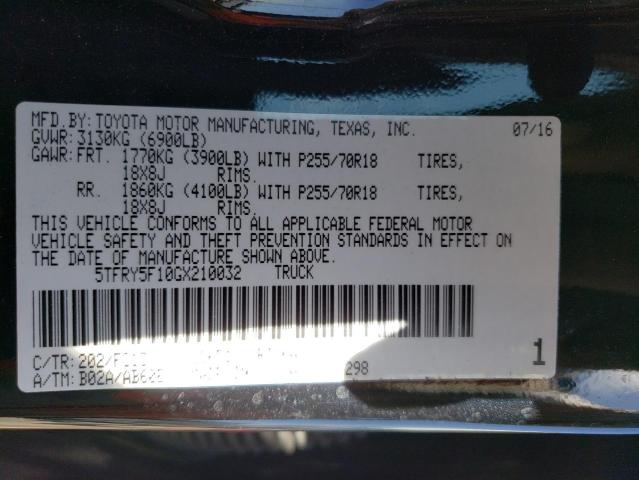 MFD.BY:TOYOTA MOTOR MANUFACTURING, TEXAS, INC. 07/16
GVWR:3130KG (6900LB)
GAWR:FRT. 1770KG (3900LB) WITH P255/70R18 TIRES,
18X8J RIMS.
RR. 1860KG (4100LB) WITH P255/70R18 TIRES,
18X8J RIMS.
THIS VEHICLE CONFORMS TO ALL APPLICABLE FEDERAL MOTOR
VEHICLE SAFETY AND THEFT PREVENTION STANDARDS IN EFFECT ON
THE DATE OF MANUFACTURE SHOWN ABOVE.
5TFRY5F10GX210032 TRUCK
C/TR:202/
A/TM:B02A/ 298
1